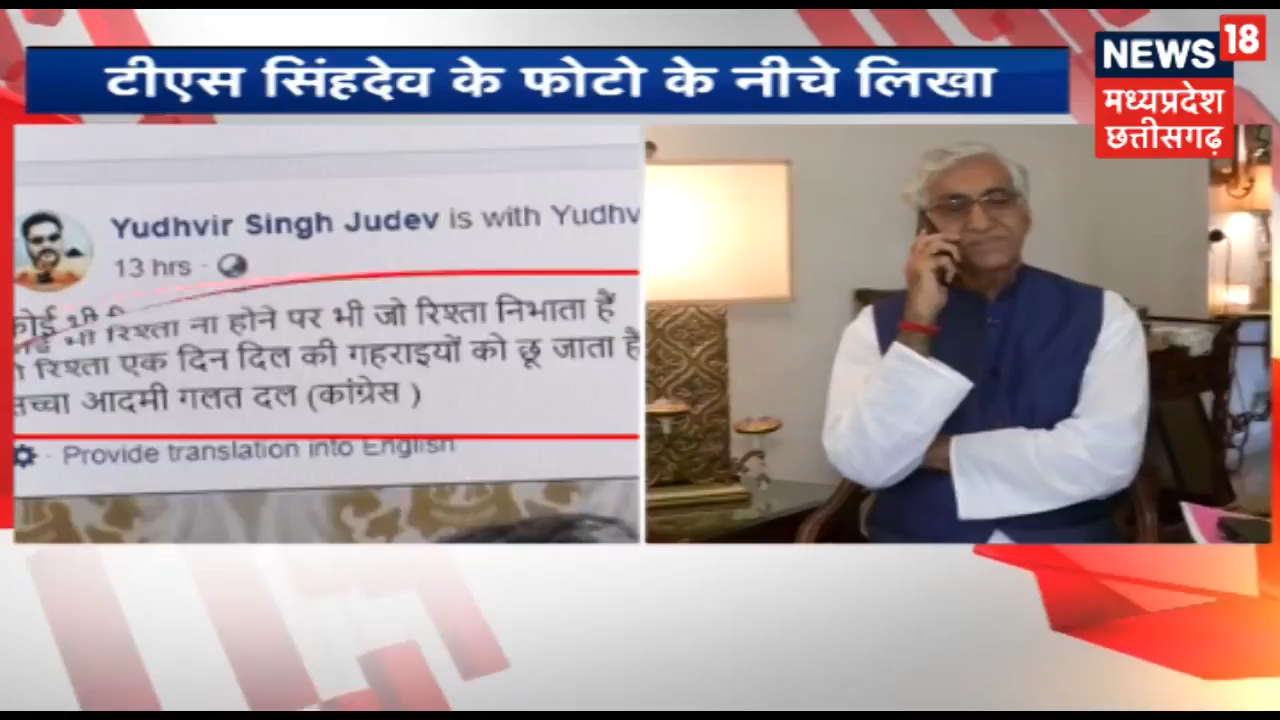 टीएस सिंहदेव के फोटो के नीचे लिखा
NEWS 18
मध्यप्रदेश
छत्तीसगढ़
Yudhvir Singh Judev is with Yudhv
13 hrs
रिश्ता ना होने पर भी जो रिश्ता निभाता हैं
रिश्ता एक दिन दिल की गहराइयों को छू जाता है
आदमी गलत दल (कांग्रेस )
Provide translation into English